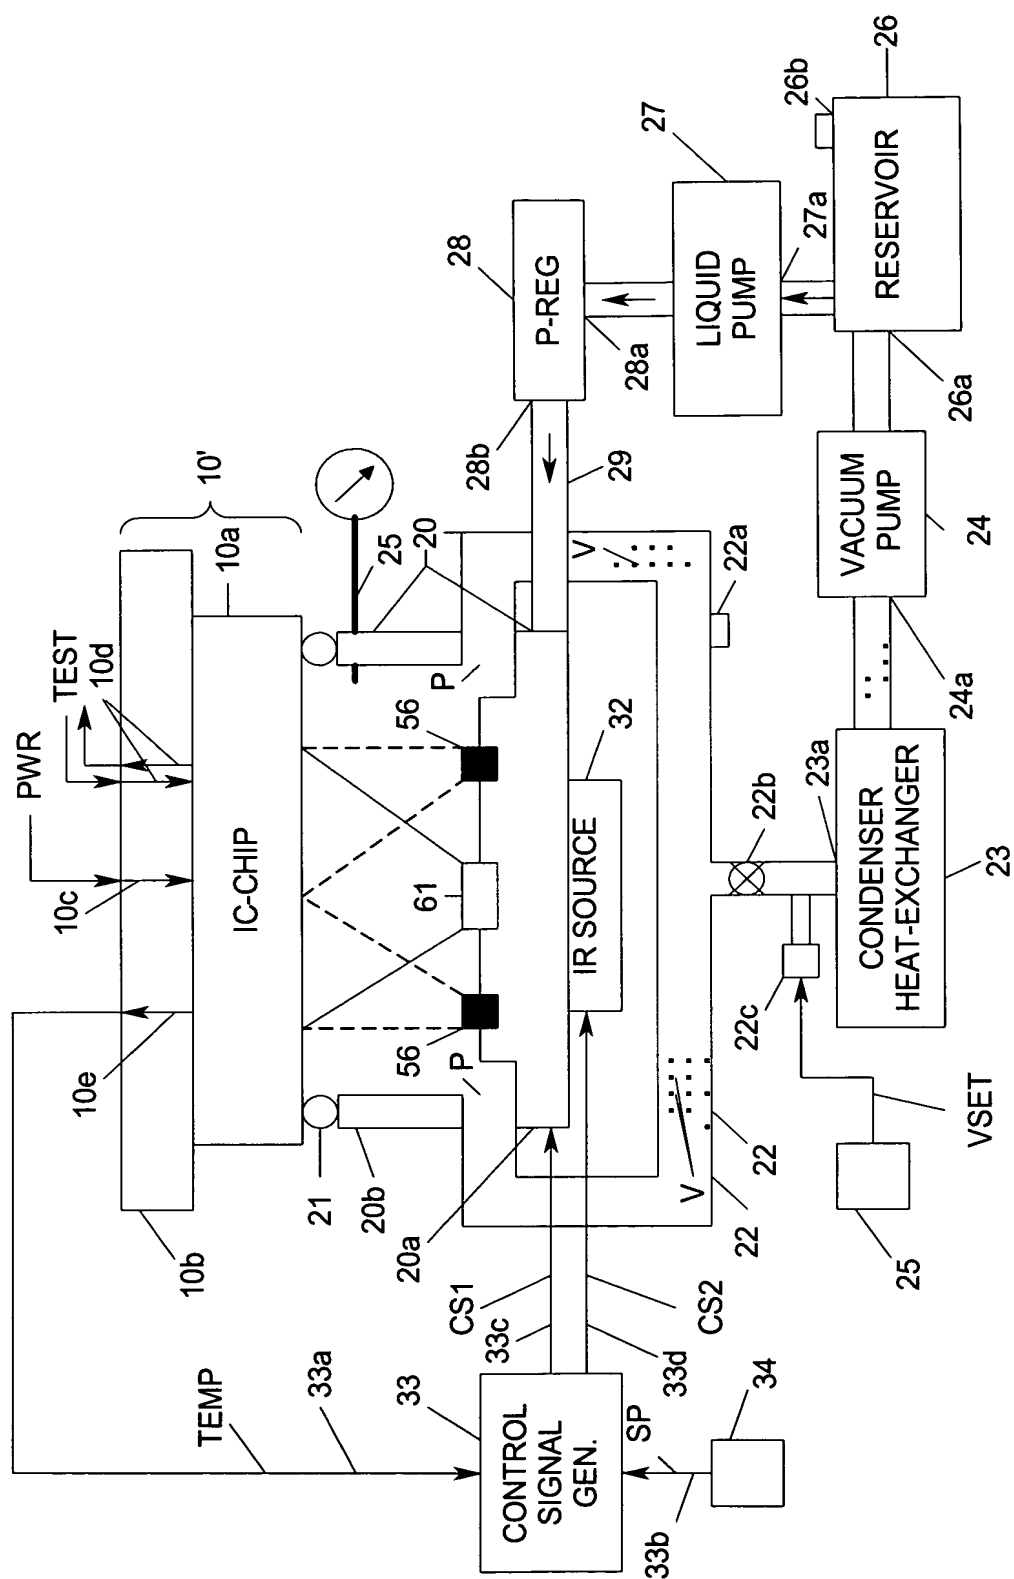 PWR
TEST
10d
10c
10e
10b
10a
10'
IC-CHIP
21
20b
20a
20
25
P
P
56
56
61
IR SOURCE
32
V
V
22
22
22a
22b
22c
23a
CONDENSER
HEAT-EXCHANGER
23
VSET
25
24a
VACUUM
PUMP
24
26a
RESERVOIR
26b
26
27a
LIQUID
PUMP
27
28a
P-REG
28
28b
29
TEMP
33a
33
CONTROL
SIGNAL
GEN.
CS1
33c
CS2
33d
SP
33b
34